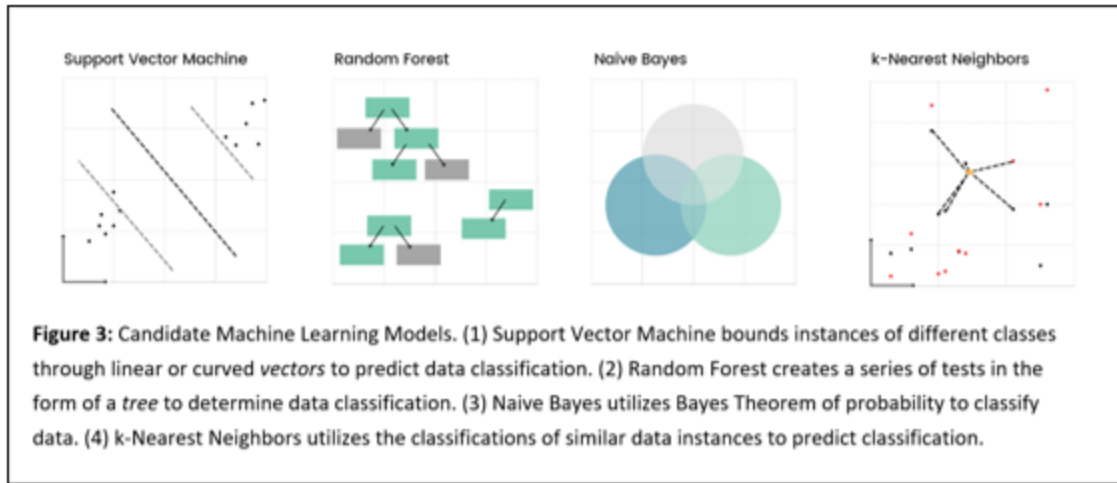 Support Vector Machine
Random Forest
Naive Bayes
k-Nearest Neighbors
Figure 3: Candidate Machine Learning Models. (1) Support Vector Machine bounds instances of different classes
through linear or curved vectors to predict data classification. (2) Random Forest creates a series of tests in the
form of a tree to determine data classification. (3) Naive Bayes utilizes Bayes Theorem of probability to classify
data. (4) k-Nearest Neighbors utilizes the classifications of similar data instances to predict classification.